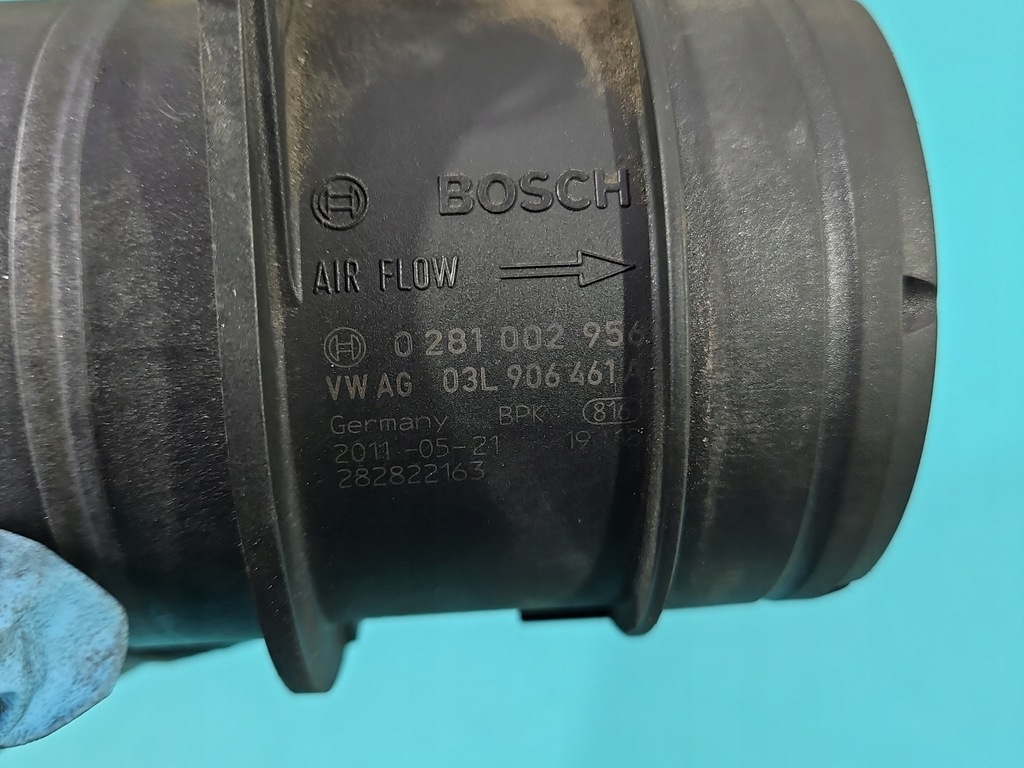 BOSCH
AIR FLOW
0 281 002 956
VW AG 03L 906 461 A
Germany BPK 816
2011-05-21 19
282822163